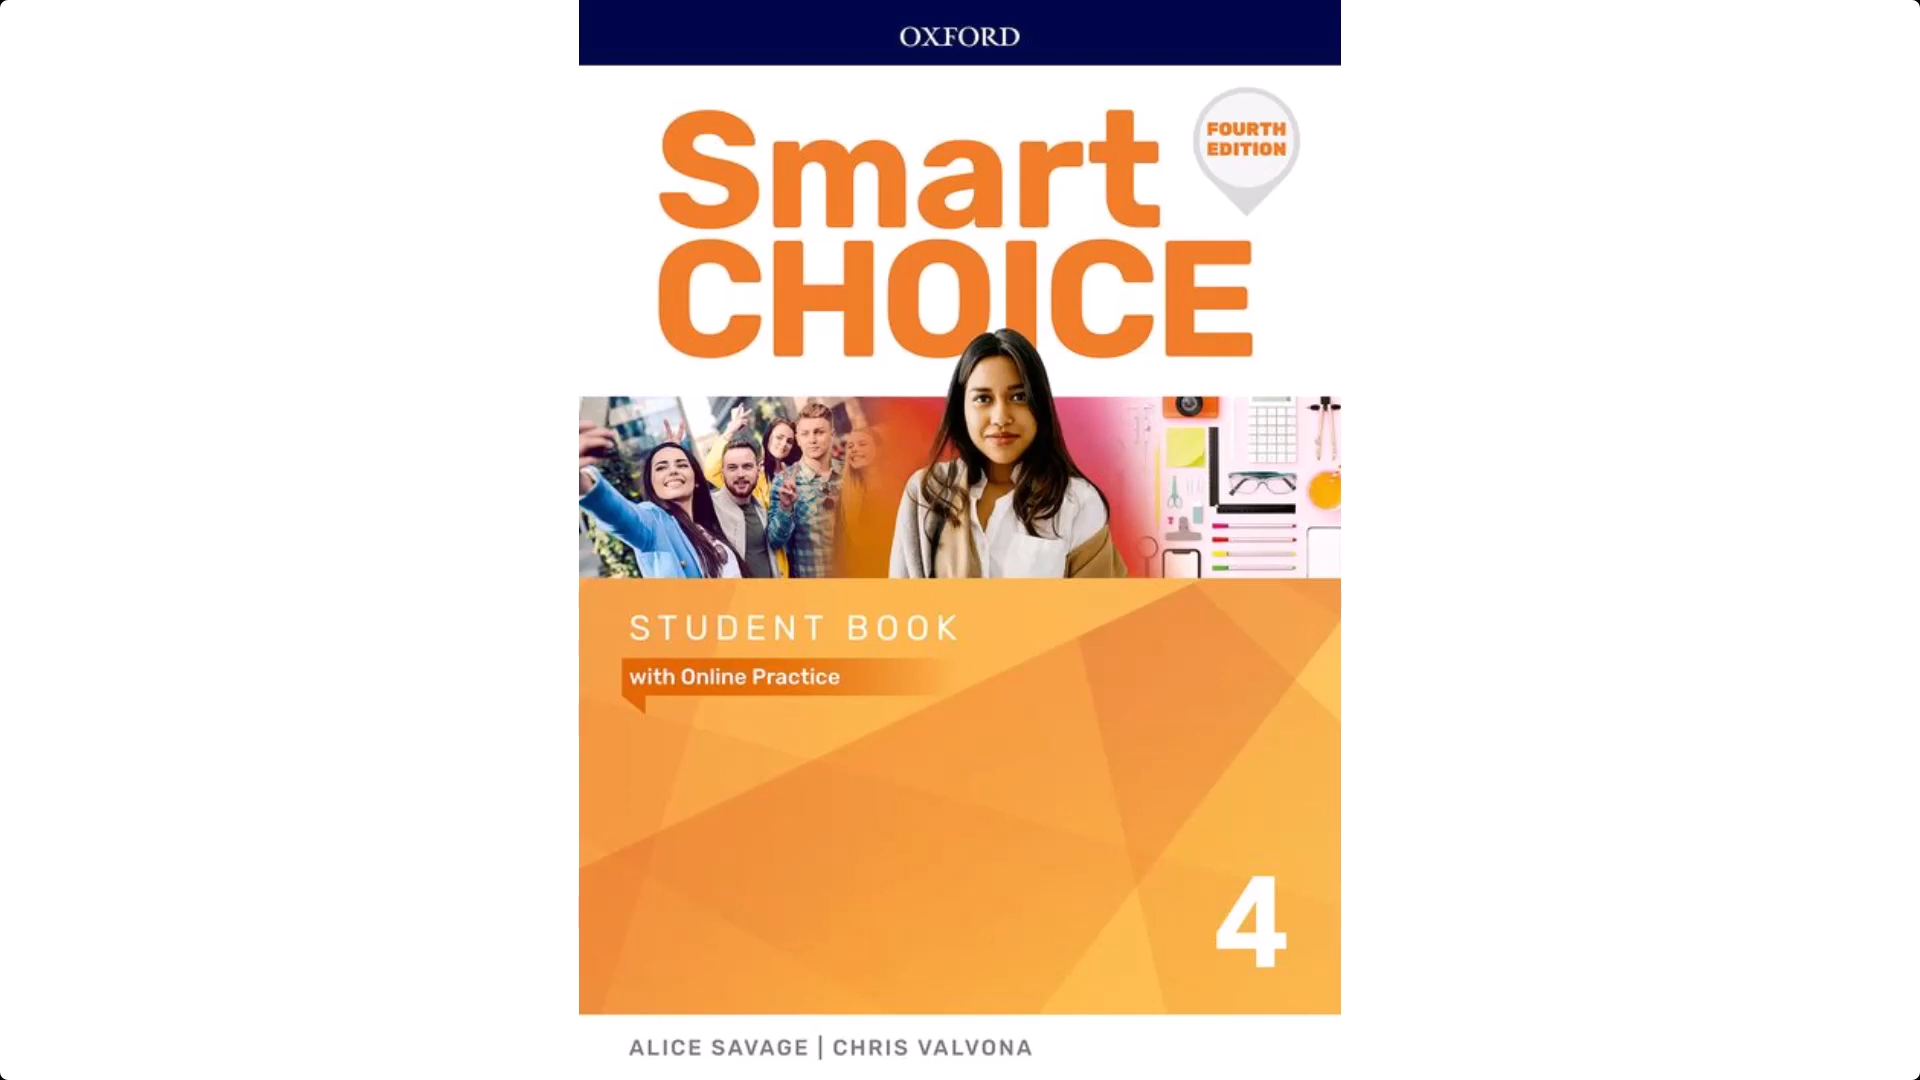 OXFORD
Smart
CHOICE
FOURTH
EDITION
STUDENT BOOK
with Online Practice
4
ALICE SAVAGE | CHRIS VALVONA